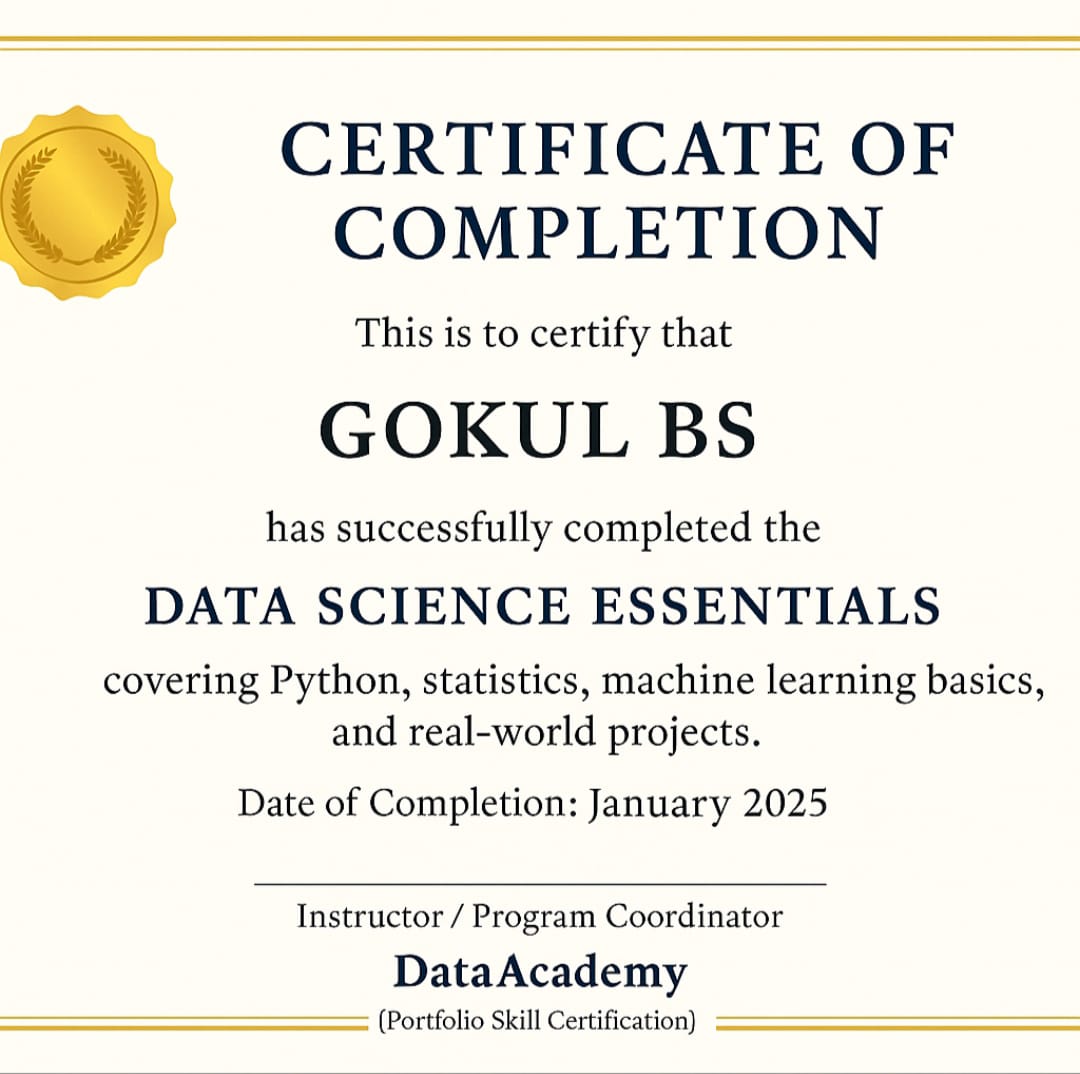 CERTIFICATE OF
COMPLETION
This is to certify that
GOKUL BS
has successfully completed the
DATA SCIENCE ESSENTIALS
covering Python, statistics, machine learning basics,
and real-world projects.
Date of Completion: January 2025
Instructor / Program Coordinator
DataAcademy
(Portfolio Skill Certification)